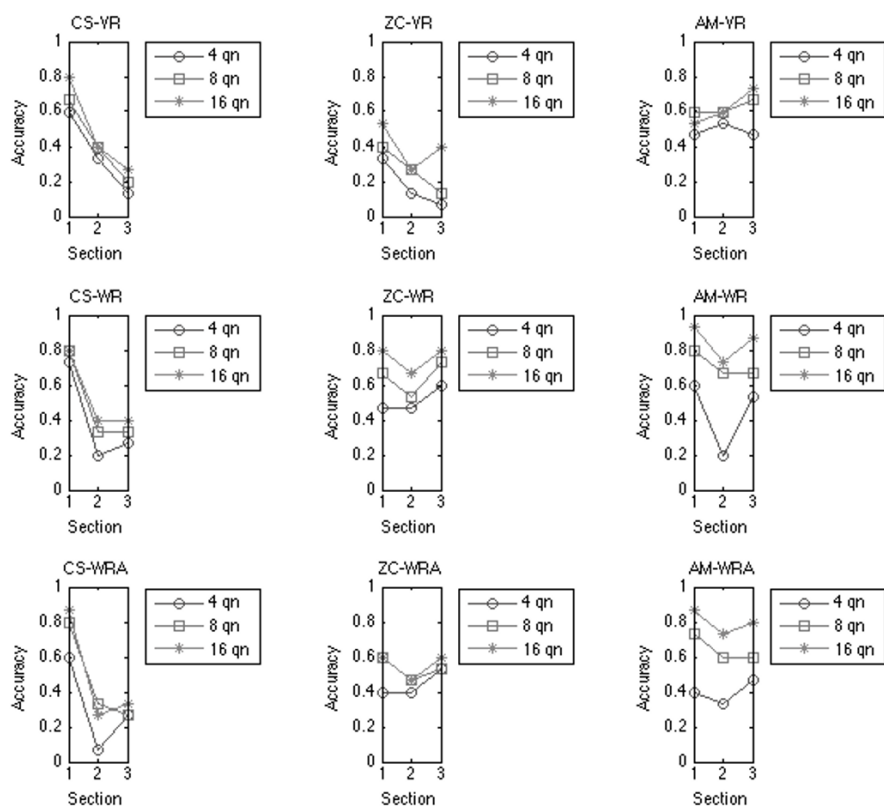 CS-VR
4 qn
8 qn
16 qn
1
0.8
0.6
0.4
0.2
0
Accuracy
1 2 3
Section
ZC-VR
4 qn
8 qn
16 qn
1
0.8
0.6
0.4
0.2
0
Accuracy
1 2 3
Section
AM-VR
4 qn
8 qn
16 qn
1
0.8
0.6
0.4
0.2
0
Accuracy
1 2 3
Section
CS-WR
4 qn
8 qn
16 qn
1
0.8
0.6
0.4
0.2
0
Accuracy
1 2 3
Section
ZC-WR
4 qn
8 qn
16 qn
1
0.8
0.6
0.4
0.2
0
Accuracy
1 2 3
Section
AM-WR
4 qn
8 qn
16 qn
1
0.8
0.6
0.4
0.2
0
Accuracy
1 2 3
Section
CS-WRA
4 qn
8 qn
16 qn
1
0.8
0.6
0.4
0.2
0
Accuracy
1 2 3
Section
ZC-WRA
4 qn
8 qn
16 qn
1
0.8
0.6
0.4
0.2
0
Accuracy
1 2 3
Section
AM-WRA
4 qn
8 qn
16 qn
1
0.8
0.6
0.4
0.2
0
Accuracy
1 2 3
Section